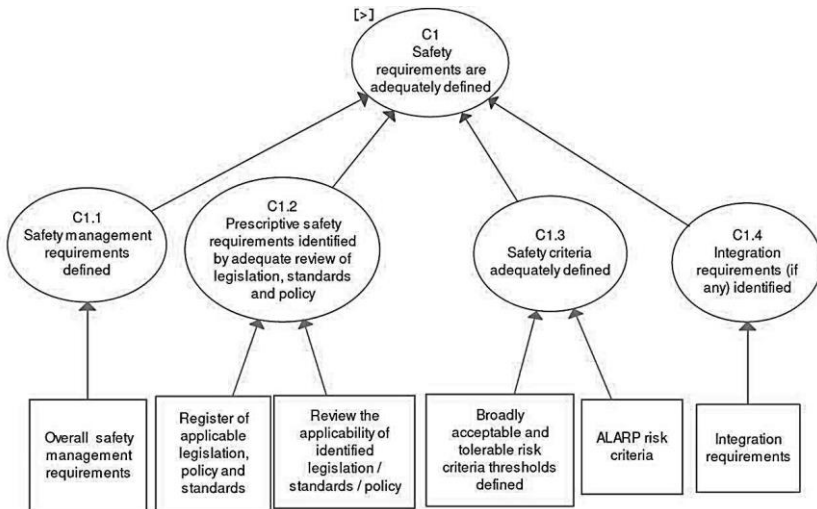 [>]
C1
Safety
requirements are
adequately defined
C1.1
Safety management
requirements
defined
C1.2
Prescriptive safety
requirements identified
by adequate review of
legislation, standards
and policy
C1.3
Safety criteria
adequately defined
C1.4
Integration
requirements (if
any) identified
Overall safety
management
requirements
Register of
applicable
legislation,
policy and
standards
Review the
applicability of
identified
legislation /
standards / policy
Broadly
acceptable and
tolerable risk
criteria thresholds
defined
ALARP risk
criteria
Integration
requirements